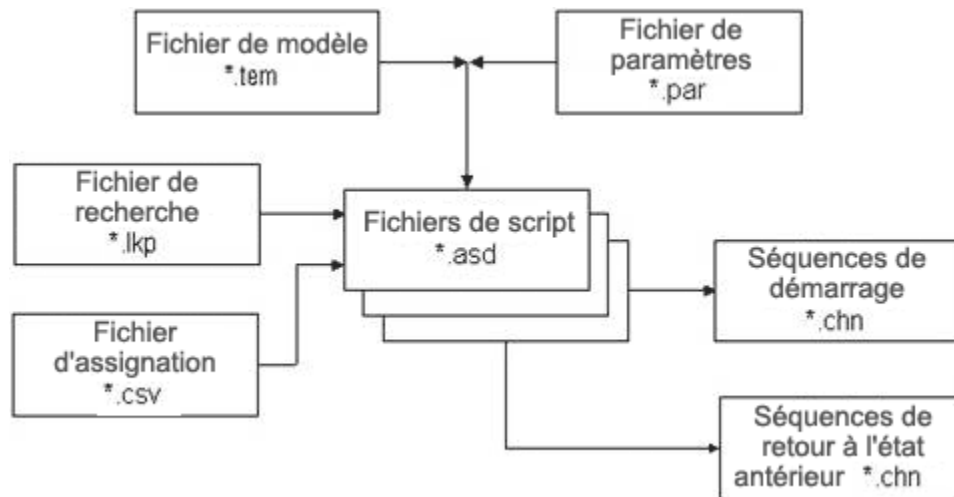 Fichier de modèle
*.tem
Fichier de
paramètres
*.par
Fichier de
recherche
*.lkp
Fichiers de script
*.asd
Fichier
d'assignation
*.csv
Séquences de
démarrage
*.chn
Séquences de
retour à l'état
antérieur *.chn